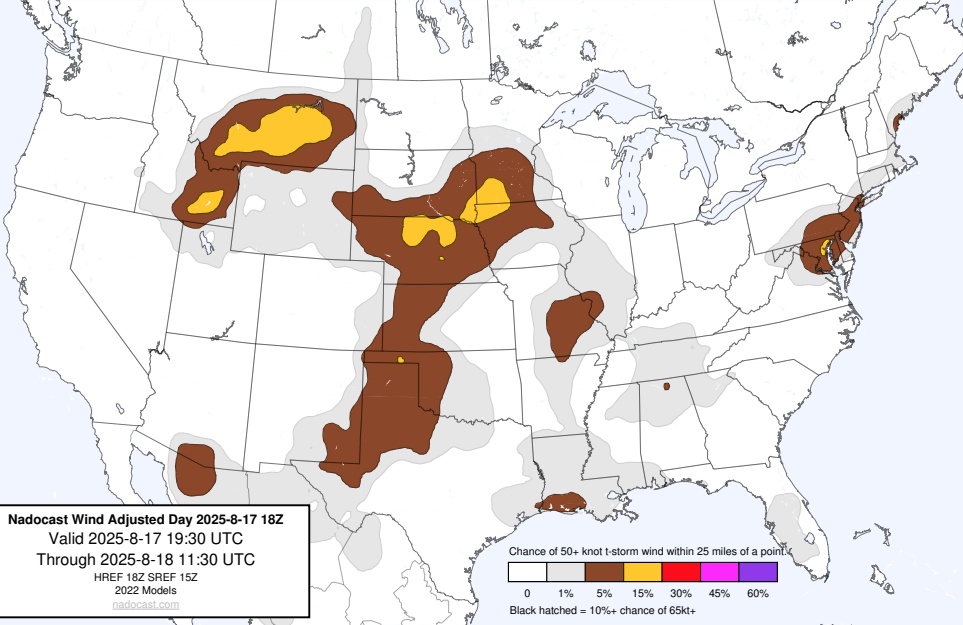 Nadocast Wind Adjusted Day 2025-8-17 18Z
Valid 2025-8-17 19:30 UTC
Through 2025-8-18 11:30 UTC
HREF 18Z SREF 15Z
2022 Models
nadocast.com
Chance of 50+ knot t-storm wind within 25 miles of a point.
0 1% 5% 15% 30% 45% 60%
Black hatched = 10%+ chance of 65kt+